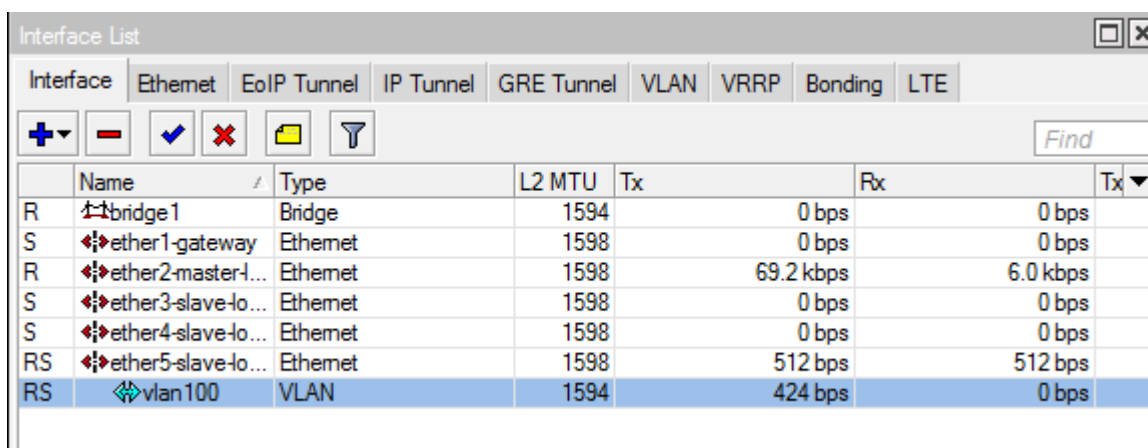 Interface List
Interface Ethernet EoIP Tunnel IP Tunnel GRE Tunnel VLAN VRRP Bonding LTE
Find
Name Type L2 MTU Tx Rx Tx
R bridge1 Bridge 1594 0 bps 0 bps
S ether1-gateway Ethernet 1598 0 bps 0 bps
R ether2-master-l... Ethernet 1598 69.2 kbps 6.0 kbps
S ether3-slave-lo... Ethernet 1598 0 bps 0 bps
S ether4-slave-lo... Ethernet 1598 0 bps 0 bps
RS ether5-slave-lo... Ethernet 1598 512 bps 512 bps
RS vlan100 VLAN 1594 424 bps 0 bps